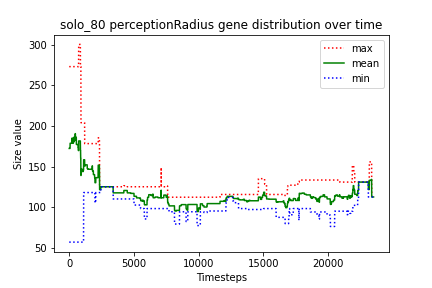 solo_80 perceptionRadius gene distribution over time
max
mean
min
Size value
300
250
200
150
100
50
0
5000
10000
15000
20000
Timesteps